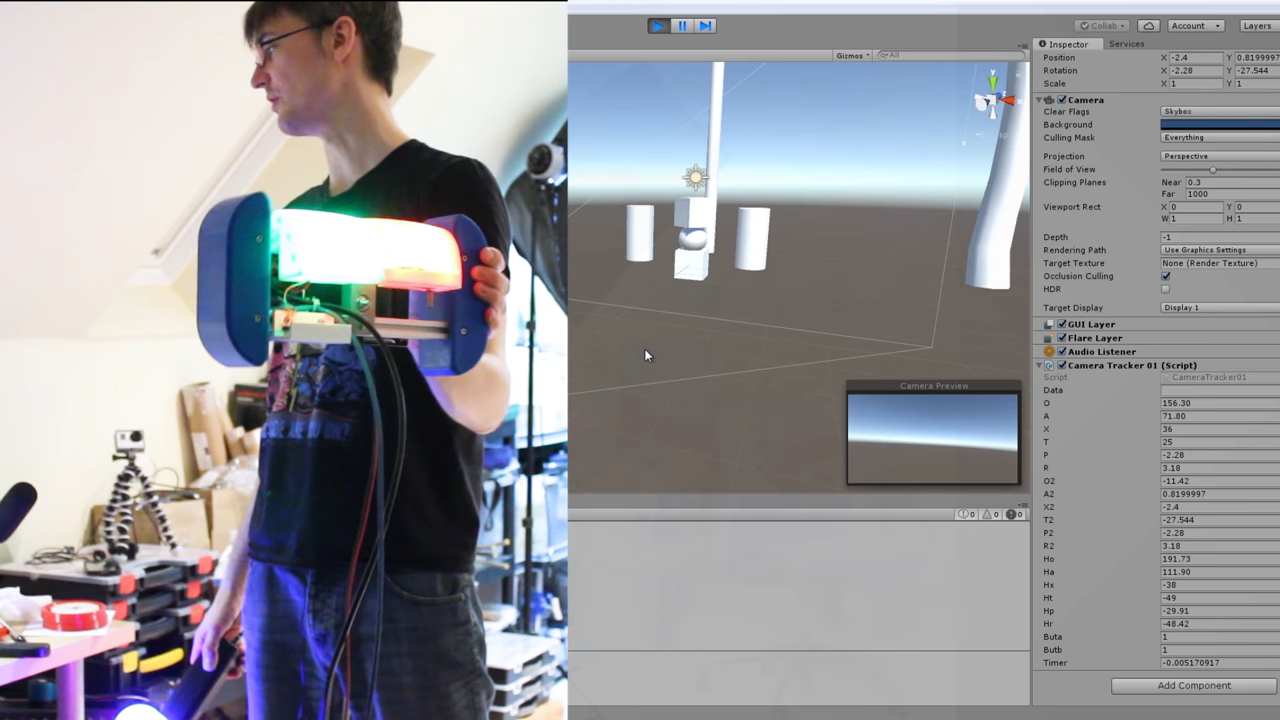 Collab
Account
Layers
Gizmos
All
Inspector
Services
Position X -2.4 Y 0.8199997
Rotation X -2.28 Y -27.544
Scale X 1 Y 1
Camera
Clear Flags Skybox
Background
Culling Mask Everything
Projection Perspective
Field of View
Clipping Planes Near 0.3
Far 1000
Viewport Rect X 0 Y 0
W 1 H 1
Depth -1
Rendering Path Use Graphics Settings
Target Texture None (Render Texture)
Occlusion Culling
HDR
Target Display Display 1
GUI Layer
Flare Layer
Audio Listener
Camera Tracker 01 (Script)
Script CameraTracker01
Data
O 156.30
A 71.80
X 36
T 25
P -2.28
R 3.18
O2 -11.42
A2 0.8199997
X2 -2.4
T2 -27.544
P2 -2.28
R2 3.18
Ho 191.73
Ha 111.90
Hx -38
Ht -49
Hp -29.91
Hr -48.42
Buta 1
Butb 1
Timer -0.005170917
Add Component
y
Camera Preview
0 0 0